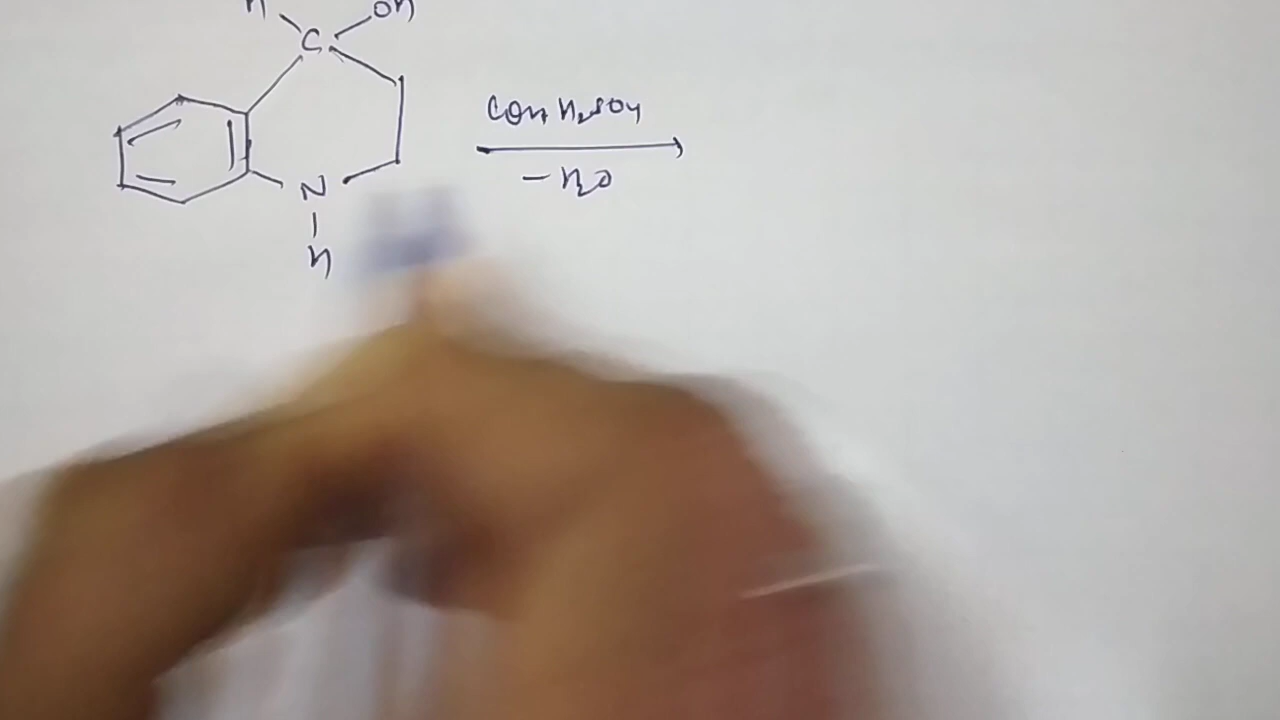 H OH
C
Con H₂SO₄
- H₂O
N
H